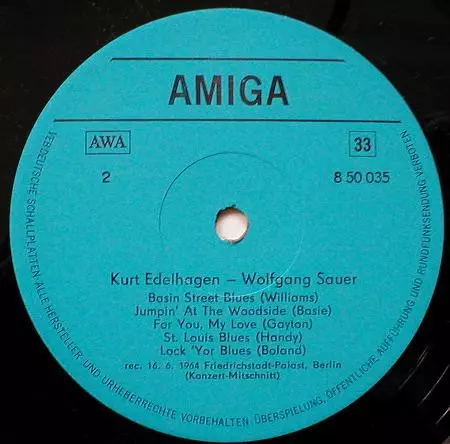 AMIGA
AWA
33
2
8 50 035
Kurt Edelhagen – Wolfgang Sauer
Basin Street Blues (Williams)
Jumpin' At The Woodside (Basie)
For You, My Love (Gayton)
St. Louis Blues (Handy)
Lock 'Yor Blues (Boland)
rec. 16. 6. 1964 Friedrichstadt-Palast, Berlin
(Konzert-Mitschnitt)
VEB DEUTSCHE SCHALLPLATTEN ALLE HERSTELLER- UND URHEBERRECHTE VORBEHALTEN ÜBERSPIELUNG, ÖFFENTLICHE AUFFÜHRUNG UND RUNDFUNKSENDUNG VERBOTEN